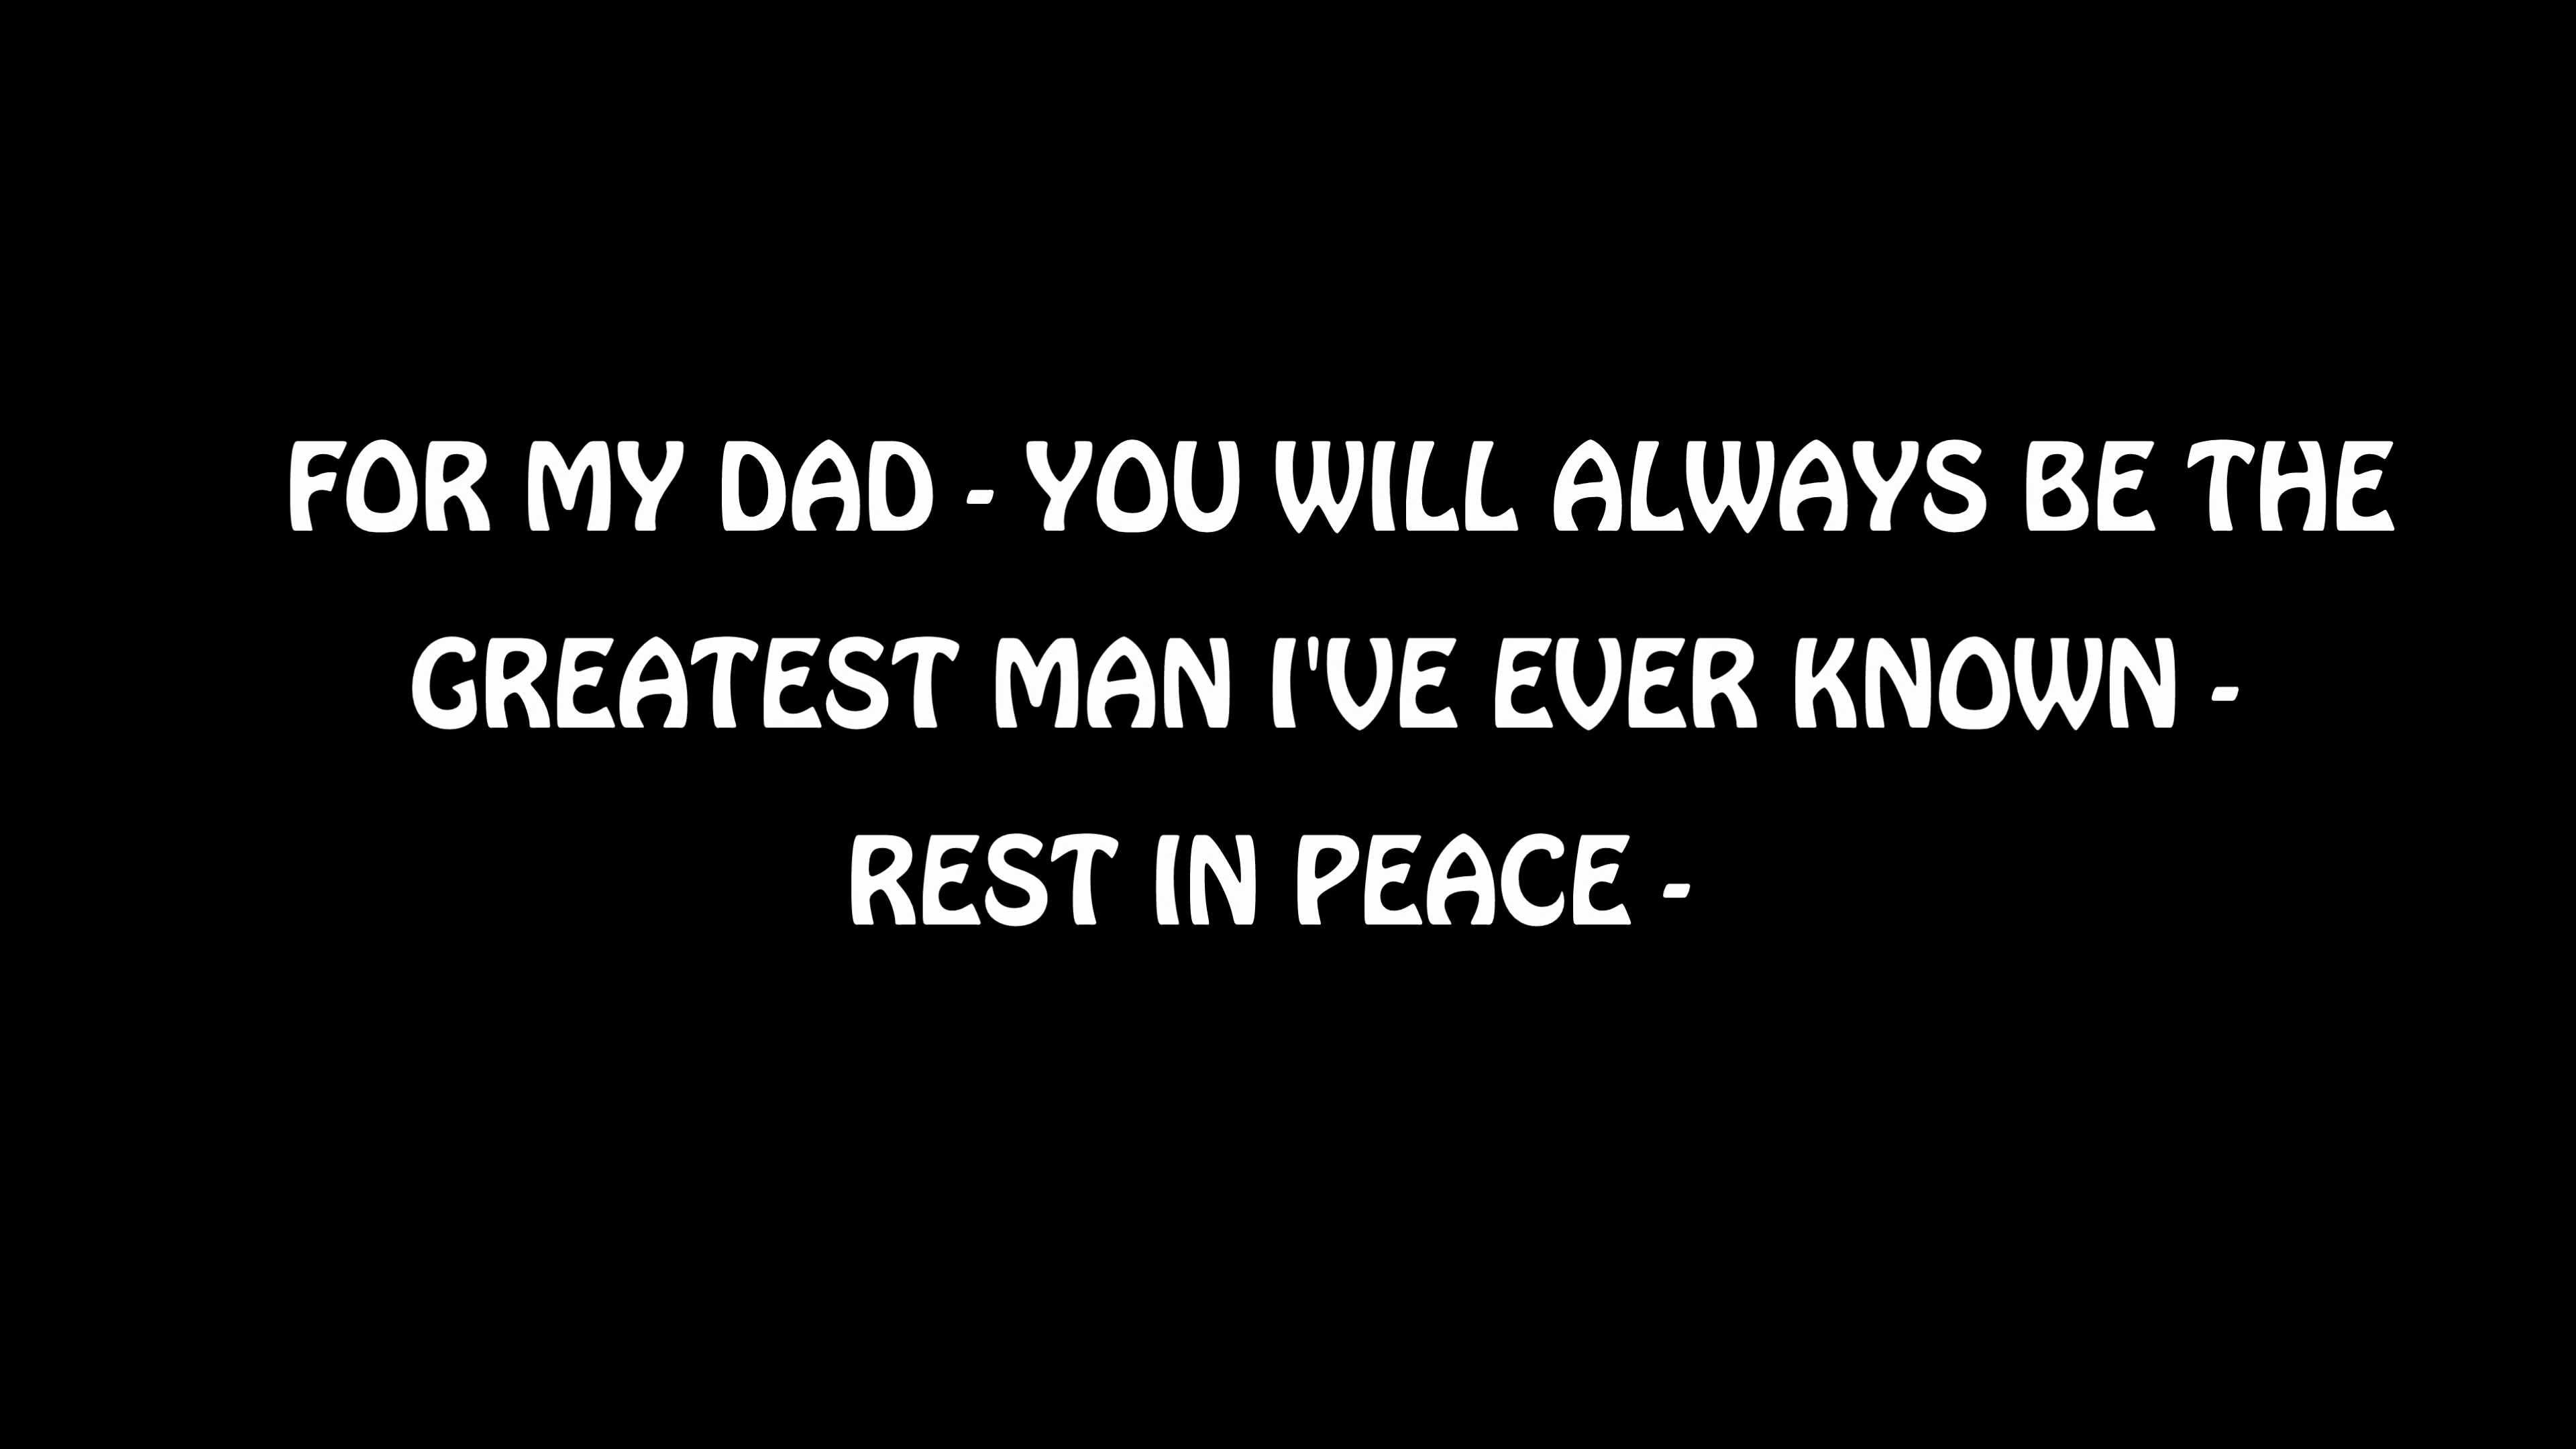 FOR MY DAD - YOU WILL ALWAYS BE THE
GREATEST MAN I'VE EVER KNOWN -
REST IN PEACE -